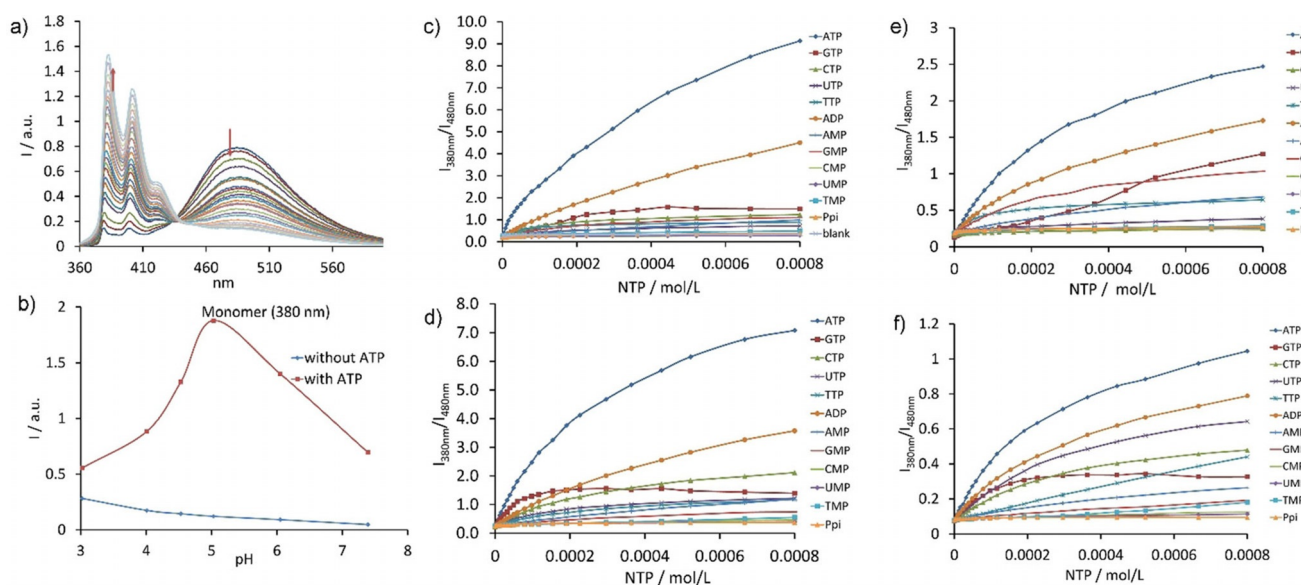 a)
I / a.u.
1.8
1.6
1.4
1.2
1
0.8
0.6
0.4
0.2
0
360
410
460
510
560
nm
b)
Monomer (380 nm)
without ATP
with ATP
I / a.u.
2
1.5
1
0.5
0
3
4
5
6
7
8
pH
c)
I380nm/I480nm
10.0
9.0
8.0
7.0
6.0
5.0
4.0
3.0
2.0
1.0
0.0
0
0.0002
0.0004
0.0006
0.0008
NTP / mol/L
ATP
GTP
CTP
UTP
TTP
ADP
AMP
GMP
CMP
UMP
TMP
Ppi
blank
d)
I380nm/I480nm
8.0
7.0
6.0
5.0
4.0
3.0
2.0
1.0
0.0
0
0.0002
0.0004
0.0006
0.0008
NTP / mol/L
ATP
GTP
CTP
UTP
TTP
ADP
AMP
GMP
CMP
UMP
TMP
Ppi
e)
I380nm/I480nm
3
2.5
2
1.5
1
0.5
0
0
0.0002
0.0004
0.0006
0.0008
NTP / mol/L
f)
I380nm/I480nm
1.2
1
0.8
0.6
0.4
0.2
0
0
0.0002
0.0004
0.0006
0.0008
NTP / mol/L
ATP
GTP
CTP
UTP
TTP
ADP
AMP
GM
CM
UM
TMP
Ppi